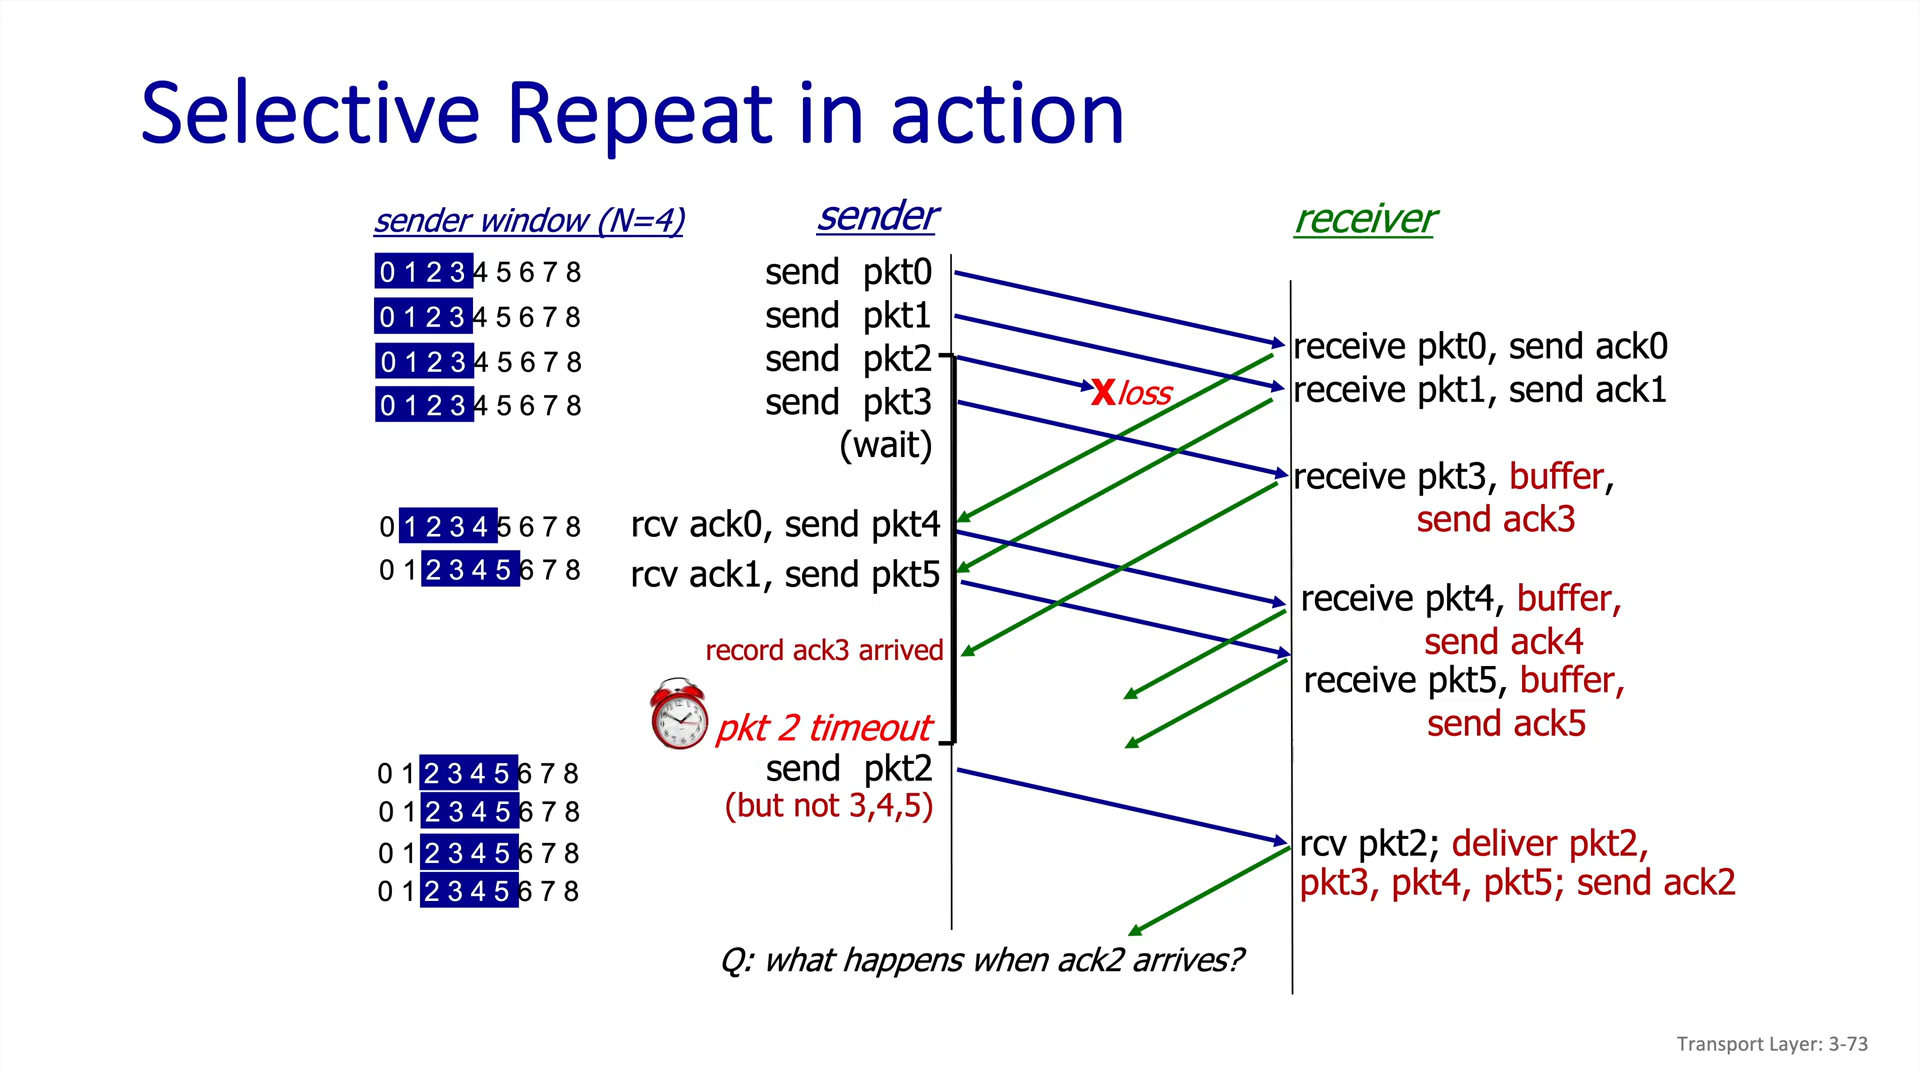 Selective Repeat in action
sender window (N=4)
sender
receiver
0 1 2 3 4 5 6 7 8
send pkt0
0 1 2 3 4 5 6 7 8
send pkt1
0 1 2 3 4 5 6 7 8
send pkt2
0 1 2 3 4 5 6 7 8
send pkt3
(wait)
X loss
receive pkt0, send ack0
receive pkt1, send ack1
receive pkt3, buffer,
send ack3
0 1 2 3 4 5 6 7 8
rcv ack0, send pkt4
0 1 2 3 4 5 6 7 8
rcv ack1, send pkt5
record ack3 arrived
receive pkt4, buffer,
send ack4
receive pkt5, buffer,
send ack5
pkt 2 timeout
0 1 2 3 4 5 6 7 8
send pkt2
0 1 2 3 4 5 6 7 8
(but not 3,4,5)
0 1 2 3 4 5 6 7 8
0 1 2 3 4 5 6 7 8
rcv pkt2; deliver pkt2,
pkt3, pkt4, pkt5; send ack2
Q: what happens when ack2 arrives?
Transport Layer: 3-73